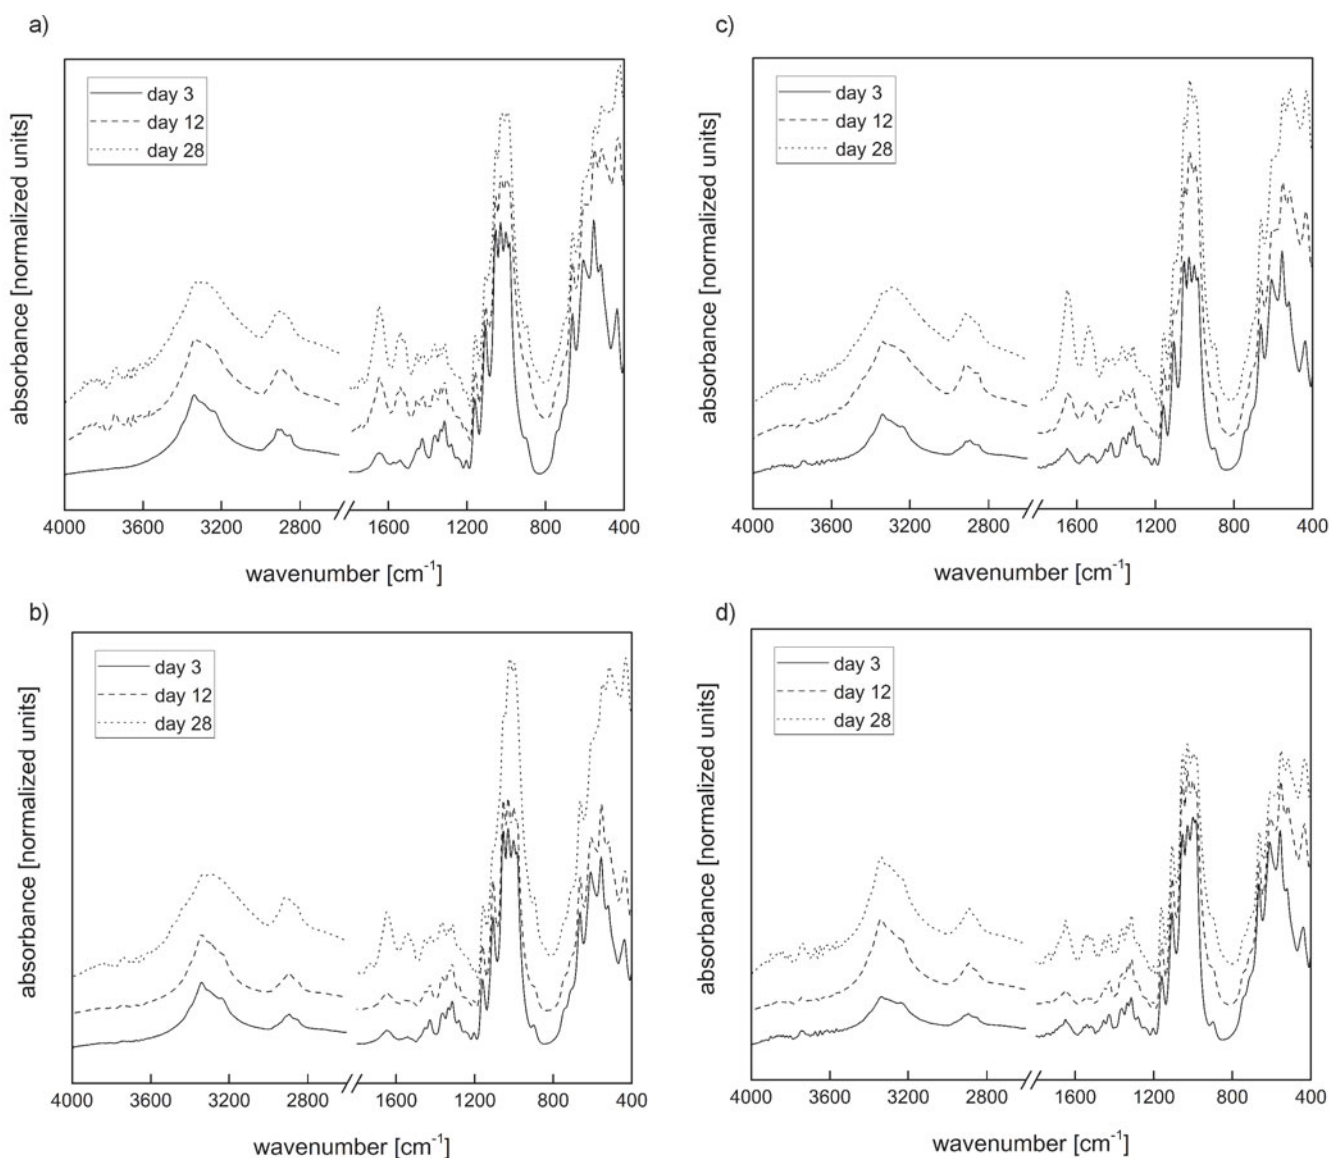 a)
absorbance [normalized units]
day 3
day 12
day 28
4000 3600 3200 2800 1600 1200 800 400
wavenumber [cm-1]
c)
absorbance [normalized units]
day 3
day 12
day 28
4000 3600 3200 2800 1600 1200 800 400
wavenumber [cm-1]
b)
absorbance [normalized units]
day 3
day 12
day 28
4000 3600 3200 2800 1600 1200 800 400
wavenumber [cm-1]
d)
absorbance [normalized units]
day 3
day 12
day 28
4000 3600 3200 2800 1600 1200 800 400
wavenumber [cm-1]